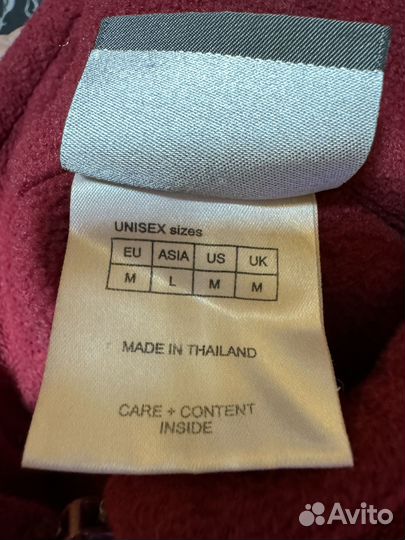 UNISEX sizes
EU ASIA US UK
M L M M
MADE IN THAILAND
CARE + CONTENT
INSIDE
Avito